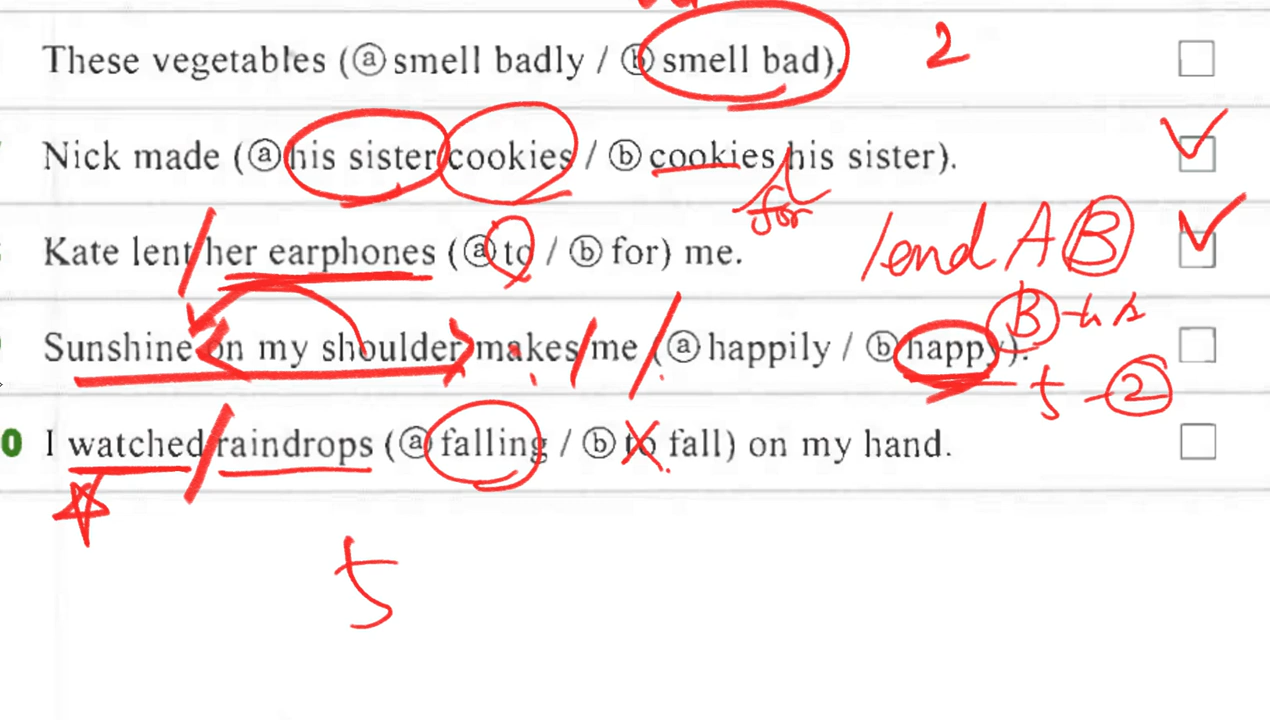 These vegetables (ⓐ smell badly / ⓑ smell bad). 2
Nick made (ⓐ his sister cookies / ⓑ cookies his sister).
for
Kate lent her earphones (ⓐ to / ⓑ for) me. lend A B
Sunshine on my shoulder makes me (ⓐ happily / ⓑ happy). B
5 - 2
0 I watched raindrops (ⓐ falling / ⓑ to fall) on my hand.
5